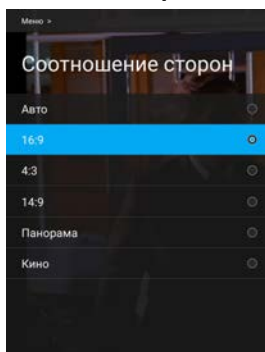 Меню >
Соотношение сторон
Авто
16:9
4:3
14:9
Панорама
Кино